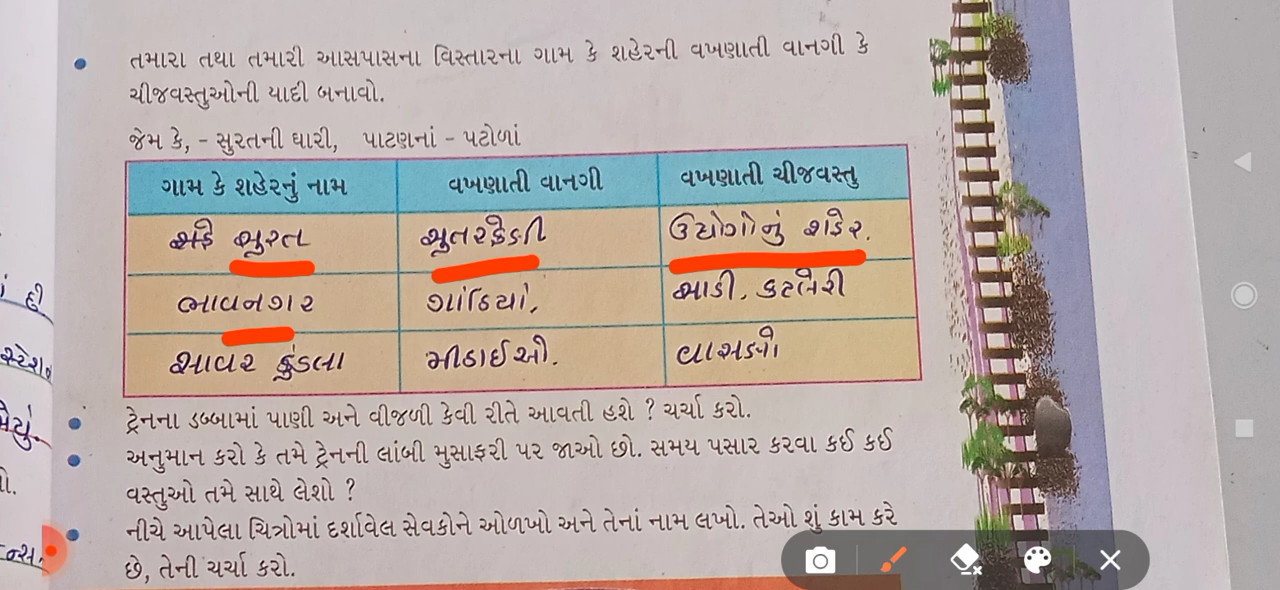 તમારા તથા તમારી આસપાસના વિસ્તારના ગામ કે શહેરની વખણાતી વાનગી કે
ચીજવસ્તુઓની યાદી બનાવો.
જેમ કે, - સુરતની ઘારી, પાટણનાં - પટોળાં
ગામ કે શહેરનું નામ વખણાતી વાનગી વખણાતી ચીજવસ્તુ
સુરત સુતરફેણી ઉદ્યોગોનું શહેર.
ભાવનગર ગાંઠિયા, સાડી. કટલેરી
સાવર કુંડલા મીઠાઈઓ. વાસણો
ટ્રેનના ડબ્બામાં પાણી અને વીજળી કેવી રીતે આવતી હશે ? ચર્ચા કરો.
અનુમાન કરો કે તમે ટ્રેનની લાંબી મુસાફરી પર જાઓ છો. સમય પસાર કરવા કઈ કઈ
વસ્તુઓ તમે સાથે લેશો ?
નીચે આપેલા ચિત્રોમાં દર્શાવેલ સેવકોને ઓળખો અને તેનાં નામ લખો. તેઓ શું કામ કરે
છે, તેની ચર્ચા કરો.